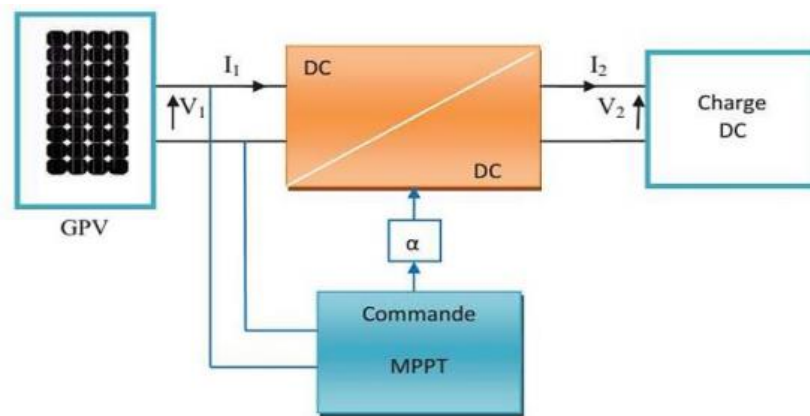 I₁
DC
I₂
V₁
V₂
Charge
DC
DC
GPV
α
Commande
MPPT